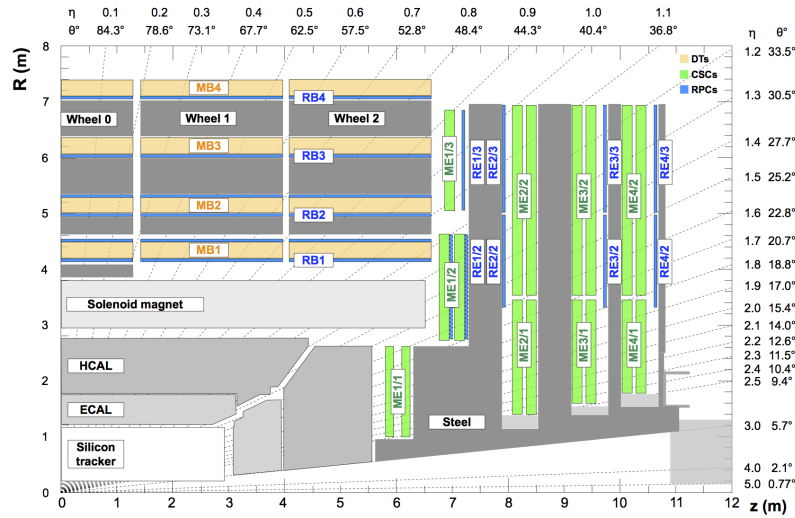 η 0.1 0.2 0.3 0.4 0.5 0.6 0.7 0.8 0.9 1.0 1.1 η θ°
θ° 84.3° 78.6° 73.1° 67.7° 62.5° 57.5° 52.8° 48.4° 44.3° 40.4° 36.8°
R (m)
8
7
6
5
4
3
2
1
0
1.2 33.5°
1.3 30.5°
1.4 27.7°
1.5 25.2°
1.6 22.8°
1.7 20.7°
1.8 18.8°
1.9 17.0°
2.0 15.4°
2.1 14.0°
2.2 12.6°
2.3 11.5°
2.4 10.4°
2.5 9.4°
3.0 5.7°
4.0 2.1°
5.0 0.77°
DTs
CSCs
RPCs
MB4
RB4
Wheel 0
Wheel 1
Wheel 2
MB3
RB3
MB2
RB2
MB1
RB1
Solenoid magnet
HCAL
ECAL
Silicon
tracker
Steel
ME1/3
RE1/3
RE2/3
ME2/2
ME3/2
RE3/3
ME4/2
RE4/3
ME1/2
RE1/2
RE2/2
RE3/2
RE4/2
ME1/1
ME2/1
ME3/1
ME4/1
0 1 2 3 4 5 6 7 8 9 10 11 12
z (m)